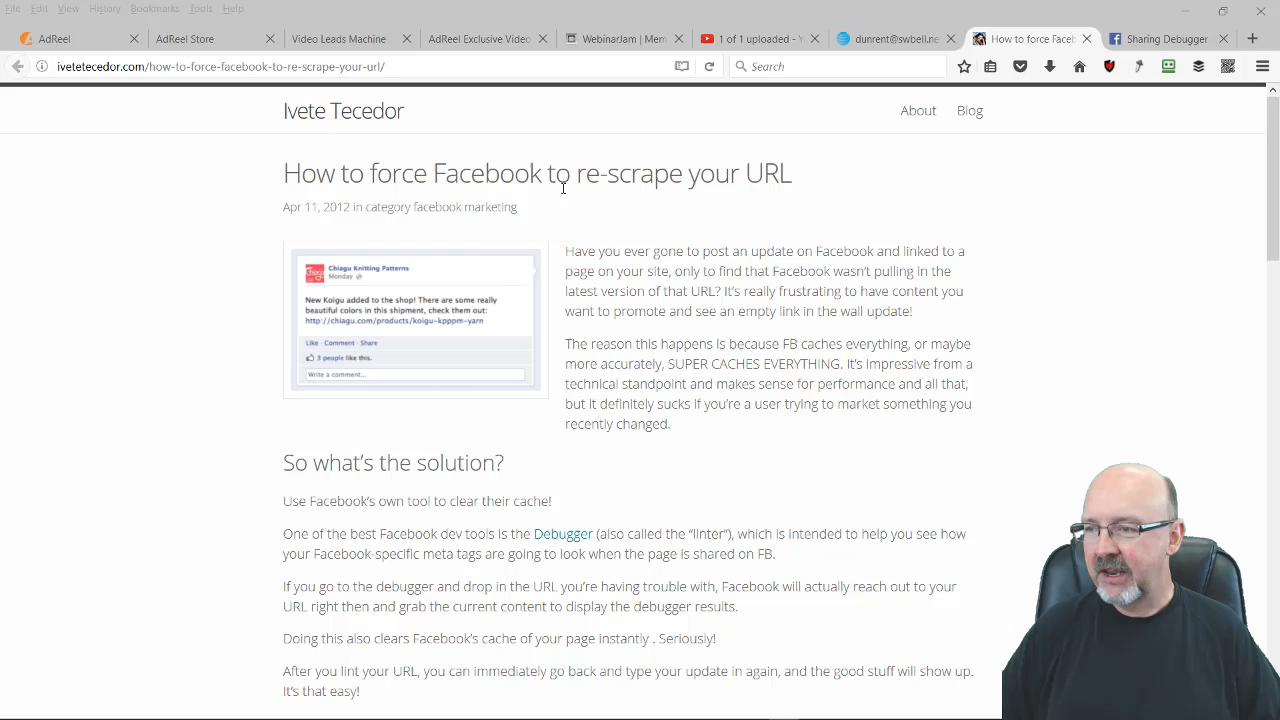 File Edit View History Bookmarks Tools Help
AdReel
AdReel Store
Video Leads Machine
AdReel Exclusive Video
WebinarJam | Mem
1 of 1 uploaded - Y
dunrent@swbell.ne
How to force Faceb
Sharing Debugger
ivetetecedor.com/how-to-force-facebook-to-re-scrape-your-url/
Search
Ivete Tecedor
About Blog
How to force Facebook to re-scrape your URL
Apr 11, 2012 in category facebook marketing
Chiagu Knitting Patterns
Monday
New Koigu added to the shop! There are some really
beautiful colors in this shipment, check them out:
http://chiagu.com/products/koigu-kpppm-yarn
Like · Comment · Share
3 people like this.
Write a comment...
Have you ever gone to post an update on Facebook and linked to a
page on your site, only to find that Facebook wasn't pulling in the
latest version of that URL? It's really frustrating to have content you
want to promote and see an empty link in the wall update!
The reason this happens is because FB caches everything, or maybe
more accurately, SUPER CACHES EVERYTHING. It's impressive from a
technical standpoint and makes sense for performance and all that,
but it definitely sucks if you're a user trying to market something you
recently changed.
So what's the solution?
Use Facebook's own tool to clear their cache!
One of the best Facebook dev tools is the Debugger (also called the "linter"), which is intended to help you see how
your Facebook-specific meta tags are going to look when the page is shared on FB.
If you go to the debugger and drop in the URL you're having trouble with, Facebook will actually reach out to your
URL right then and grab the current content to display the debugger results.
Doing this also clears Facebook's cache of your page instantly . Seriously!
After you lint your URL, you can immediately go back and type your update in again, and the good stuff will show up.
It's that easy!